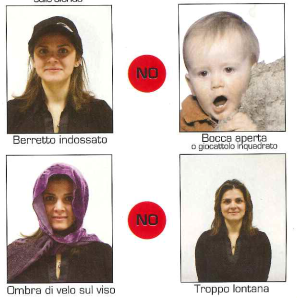 NO
Berretto indossato
Bocca aperta
o giocattolo inquadrato
NO
Ombra di velo sul viso
Troppo lontana